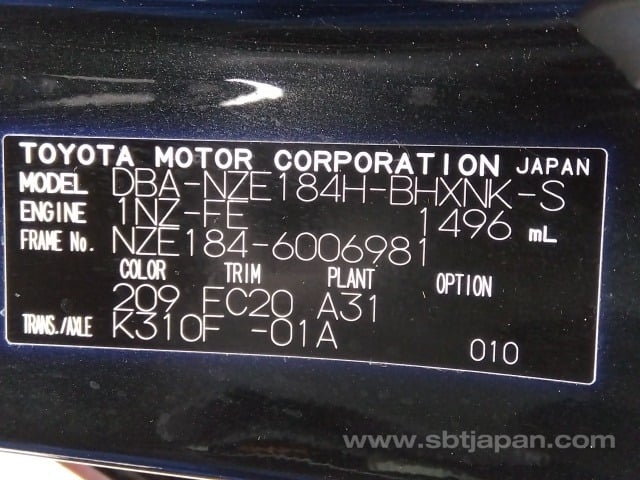 TOYOTA MOTOR CORPORATION JAPAN
MODEL DBA-NZE184H-BHXNK-S
ENGINE 1NZ-FE 1496 mL
FRAME No. NZE184-6006981
COLOR TRIM PLANT OPTION
209 FC20 A31
TRANS./AXLE K310F -01A
010
www.sbtjapan.com